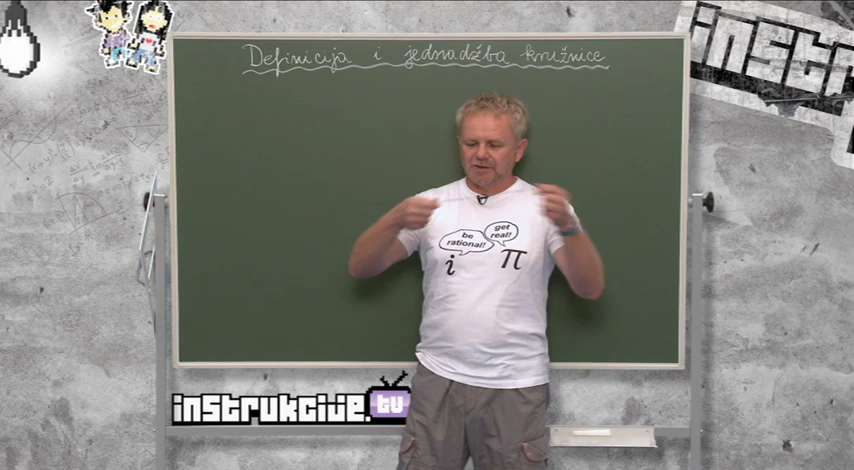 Definicija i jednadžba kružnice
be
rational!
get
real!
i
π
instrukcije.tv